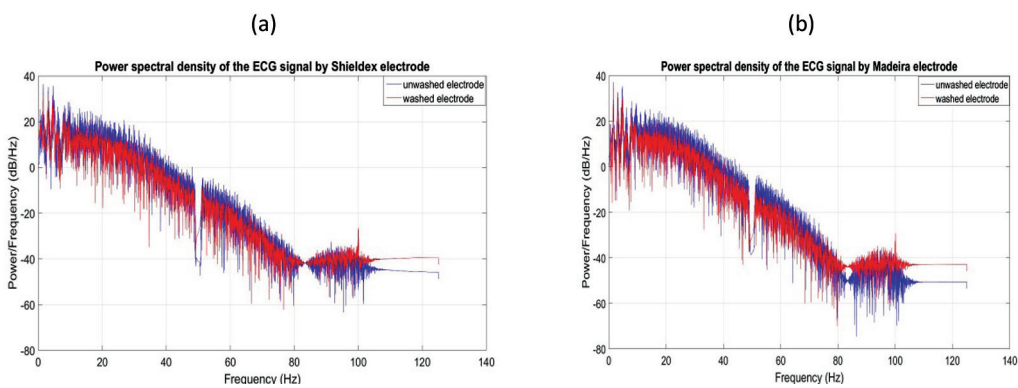 (a)
(b)
Power spectral density of the ECG signal by Shieldex electrode
unwashed electrode
washed electrode
Power/Frequency (dB/Hz)
40
20
0
-20
-40
-60
-80
0 20 40 60 80 100 120 140
Frequency (Hz)
Power spectral density of the ECG signal by Madeira electrode
unwashed electrode
washed electrode
Power/Frequency (dB/Hz)
40
20
0
-20
-40
-60
-80
0 20 40 60 80 100 120 140
Frequency (Hz)